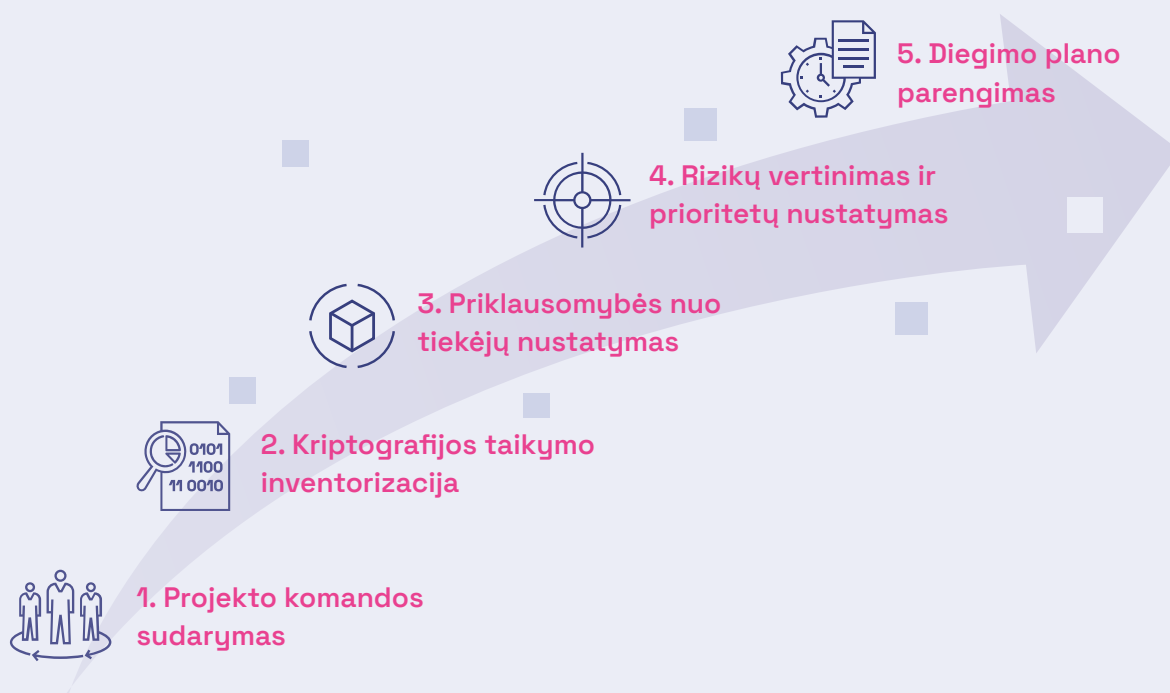 5. Diegimo plano
parengimas
4. Rizikų vertinimas ir
prioritetų nustatymas
3. Priklausomybės nuo
tiekėjų nustatymas
2. Kriptografijos taikymo
inventorizacija
0101
1100
11 0010
1. Projekto komandos
sudarymas